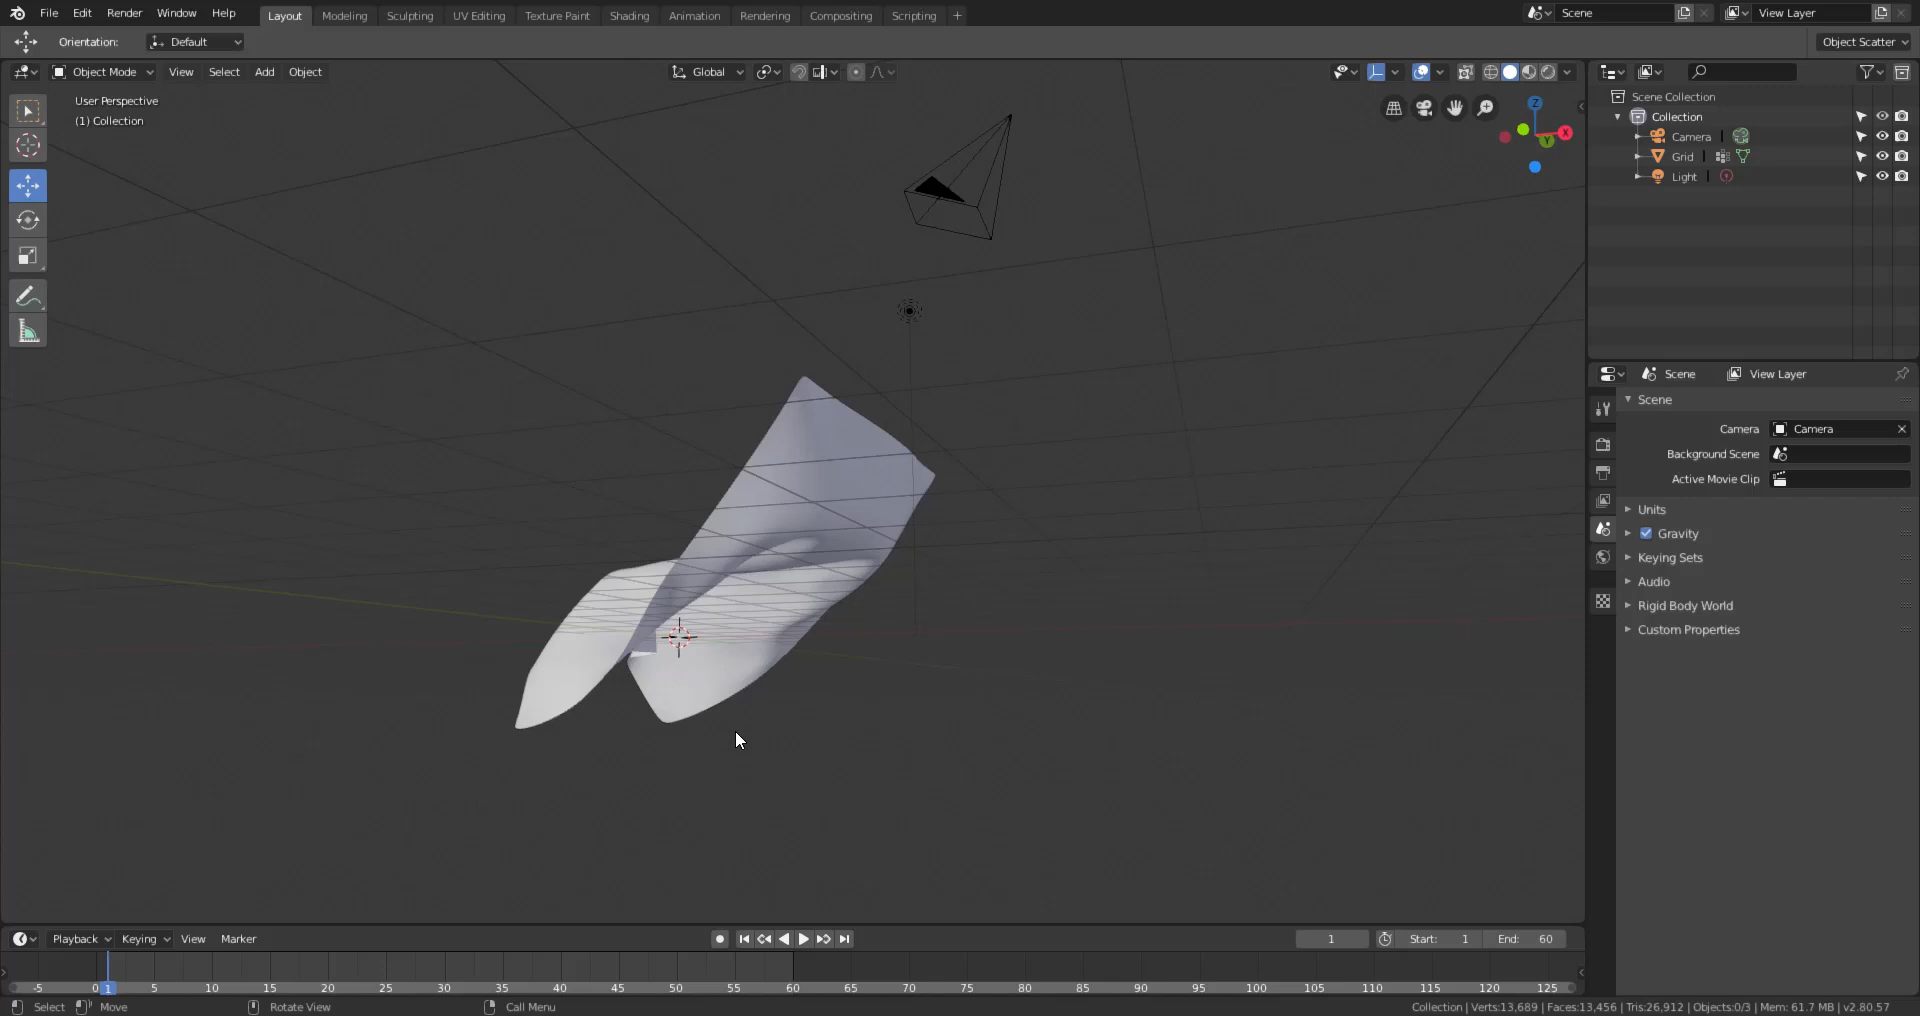 File Edit Render Window Help Layout Modeling Sculpting UV Editing Texture Paint Shading Animation Rendering Compositing Scripting + Scene View Layer
Orientation: Default Object Scatter
Object Mode View Select Add Object Global
User Perspective
(1) Collection
Z
X
Y
Scene Collection
Collection
Camera
Grid
Light
Scene View Layer
Scene
Camera Camera
Background Scene
Active Movie Clip
Units
Gravity
Keying Sets
Audio
Rigid Body World
Custom Properties
Playback Keying View Marker 1 Start: 1 End: 60
-5 0 1 5 10 15 20 25 30 35 40 45 50 55 60 65 70 75 80 85 90 95 100 105 110 115 120 125
Select Move Rotate View Call Menu Collection | Verts:13,689 | Faces:13,456 | Tris:26,912 | Objects:0/3 | Mem: 61.7 MB | v2.80.57